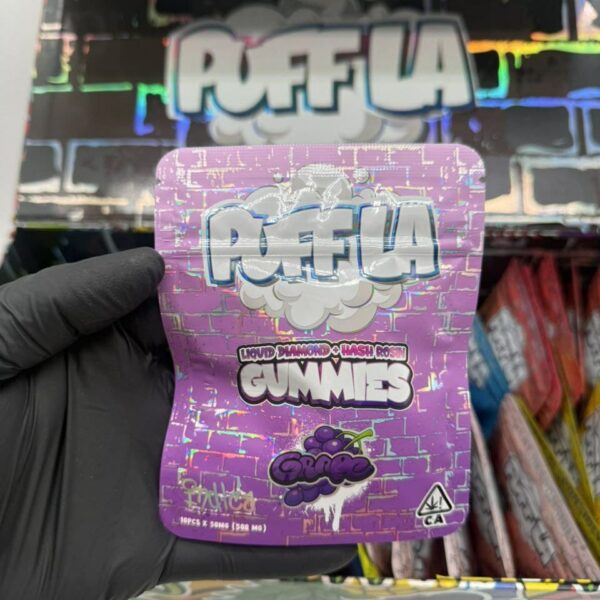 PUFF LA
PUFF LA
LIQUID DIAMOND + HASH ROSIN
GUMMIES
Grape
indica
10PCS X 50MG (500 MG)
CA